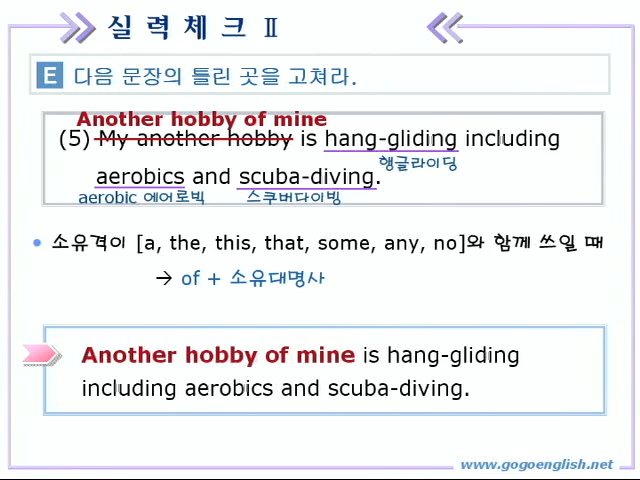 실 력 체 크 Ⅱ
E 다음 문장의 틀린 곳을 고쳐라.
Another hobby of mine
(5) My another hobby is hang-gliding including
행글라이딩
aerobics and scuba-diving.
aerobic 에어로빅 스쿠버다이빙
• 소유격이 [a, the, this, that, some, any, no]와 함께 쓰일 때
→ of + 소유대명사
Another hobby of mine is hang-gliding
including aerobics and scuba-diving.
www.gogoenglish.net